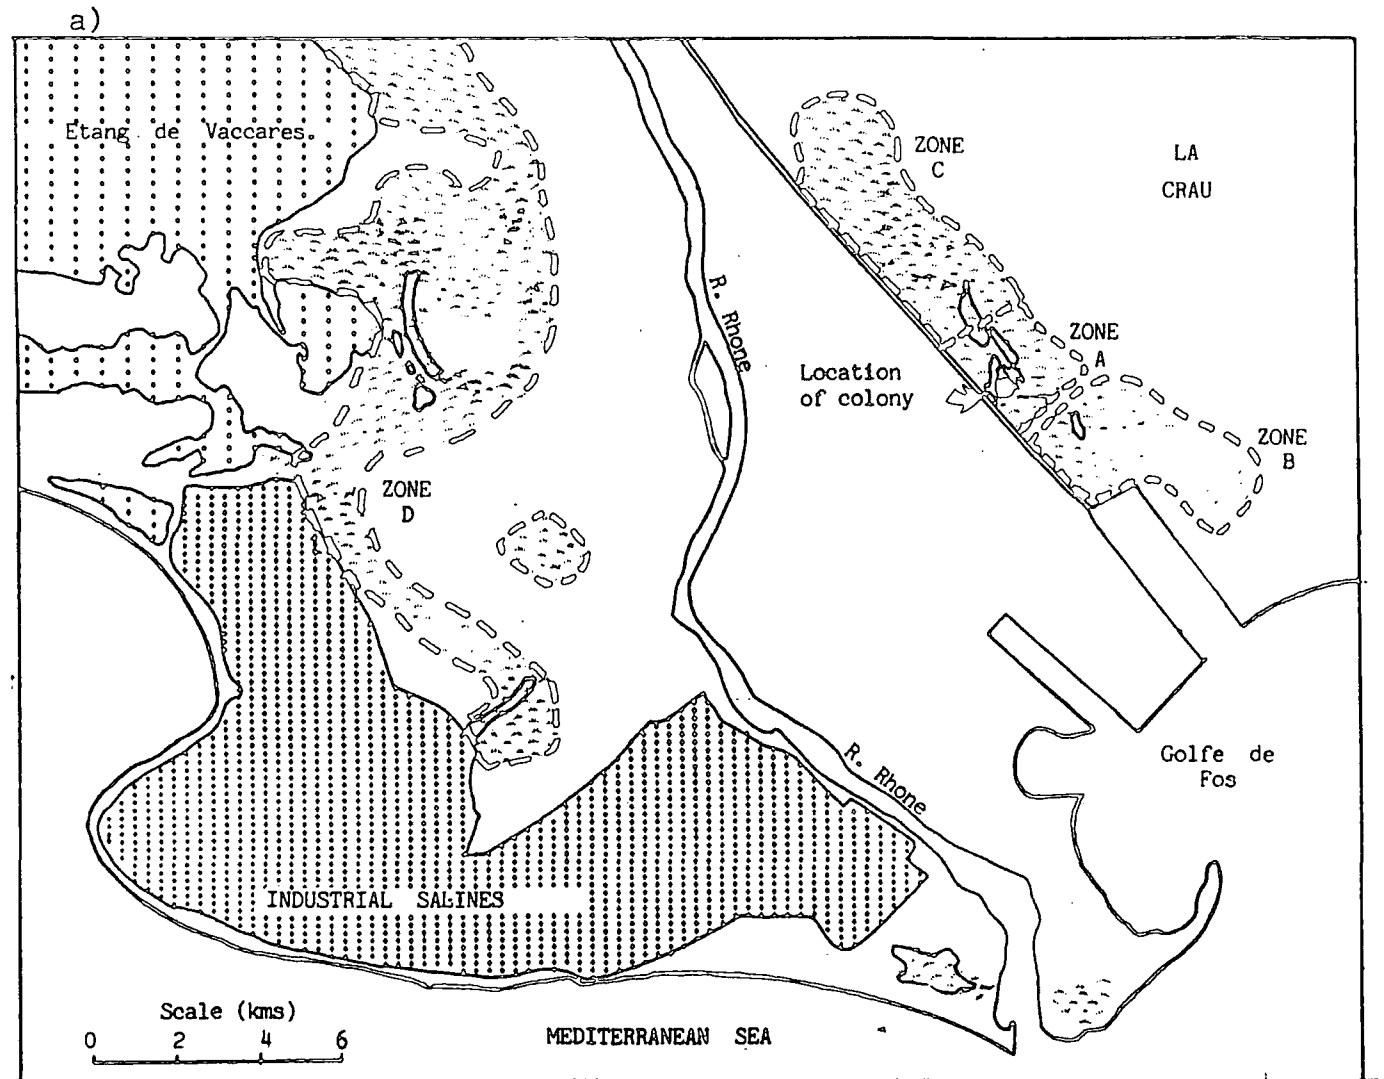 a)
Etang de Vaccares.
ZONE
C
LA
CRAU
R. Rhone
ZONE
A
Location
of colony
ZONE
B
ZONE
D
Golfe de
Fos
R. Rhone
INDUSTRIAL SALINES
Scale (kms)
0 2 4 6
MEDITERRANEAN SEA